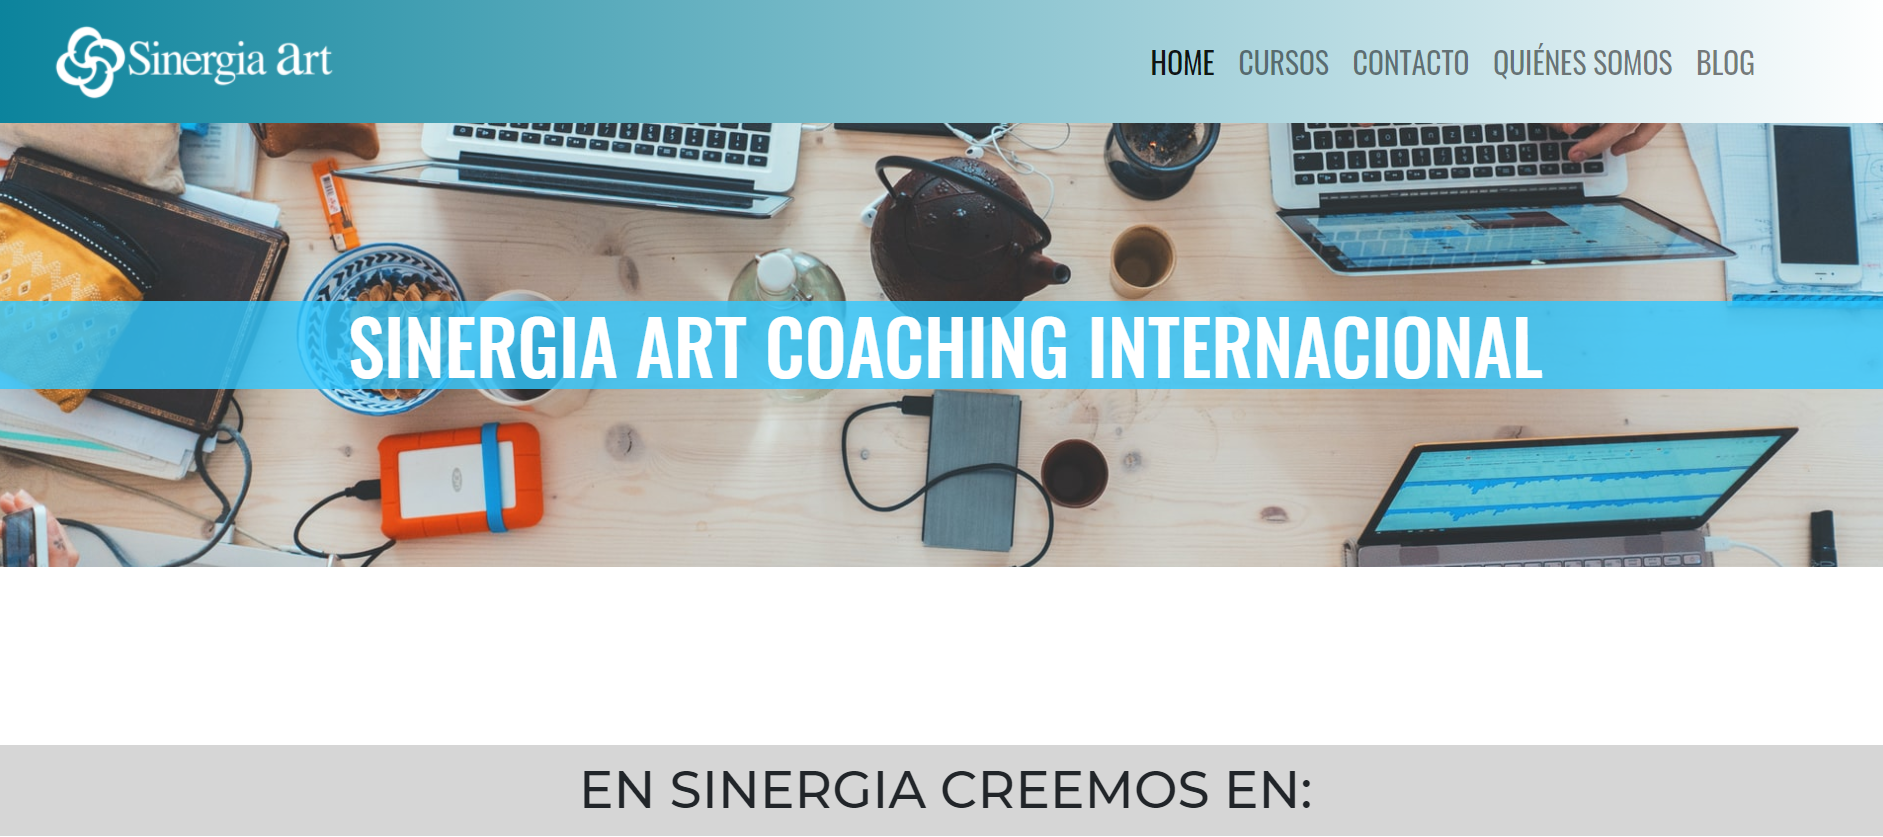 Sinergia art
HOME CURSOS CONTACTO QUIÉNES SOMOS BLOG
SINERGIA ART COACHING INTERNACIONAL
EN SINERGIA CREEMOS EN: